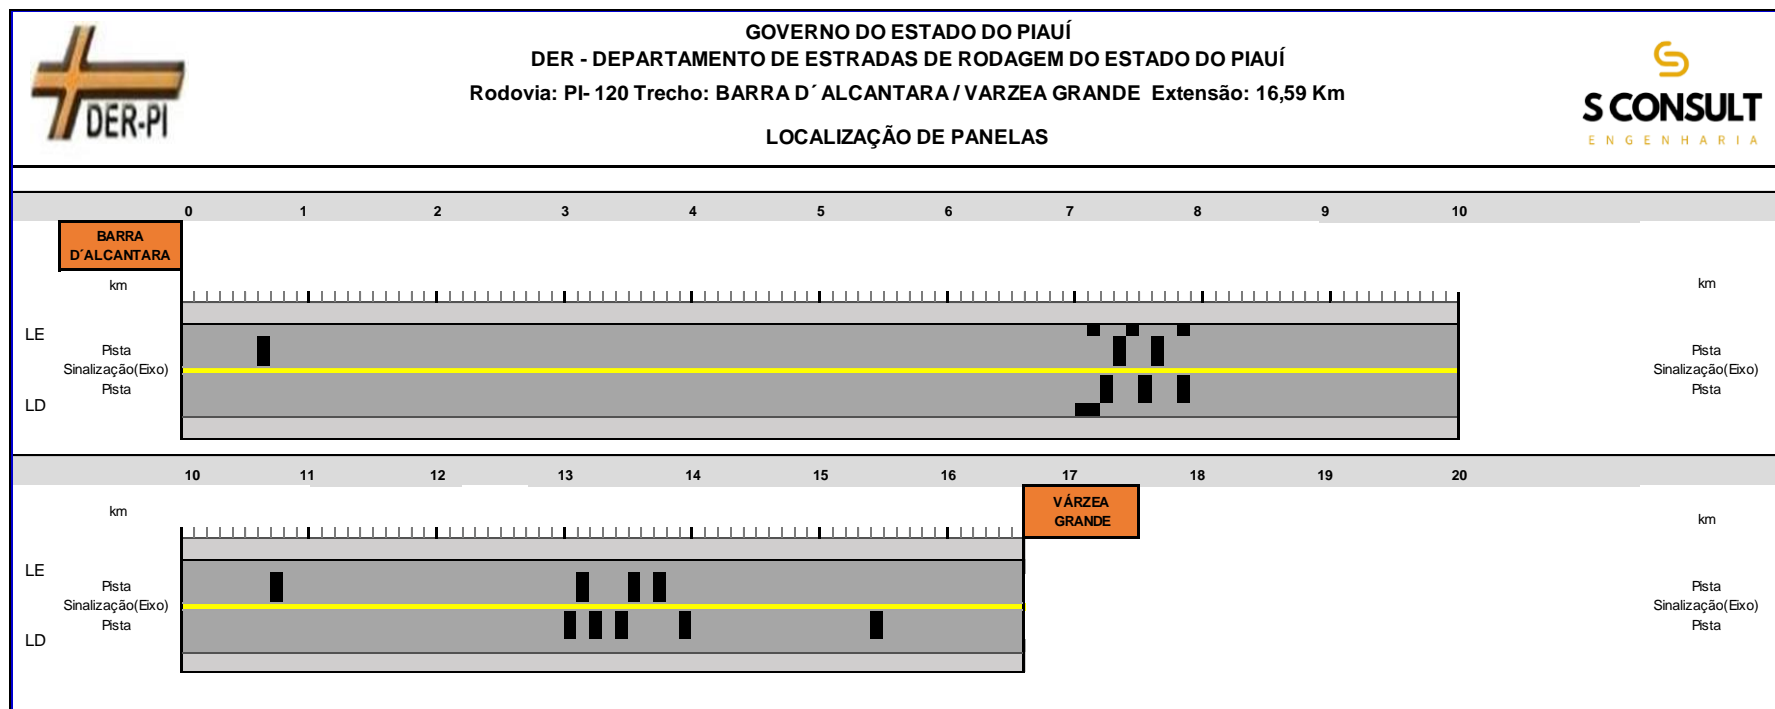 DER-PI
GOVERNO DO ESTADO DO PIAUÍ
DER - DEPARTAMENTO DE ESTRADAS DE RODAGEM DO ESTADO DO PIAUÍ
Rodovia: PI- 120 Trecho: BARRA D´ ALCANTARA / VARZEA GRANDE Extensão: 16,59 Km
LOCALIZAÇÃO DE PANELAS
S CONSULT
ENGENHARIA
0 1 2 3 4 5 6 7 8 9 10
BARRA
D´ALCANTARA
km km
LE
Pista Pista
Sinalização(Eixo) Sinalização(Eixo)
Pista Pista
LD
10 11 12 13 14 15 16 17 18 19 20
VÁRZEA
GRANDE
km km
LE
Pista Pista
Sinalização(Eixo) Sinalização(Eixo)
Pista Pista
LD